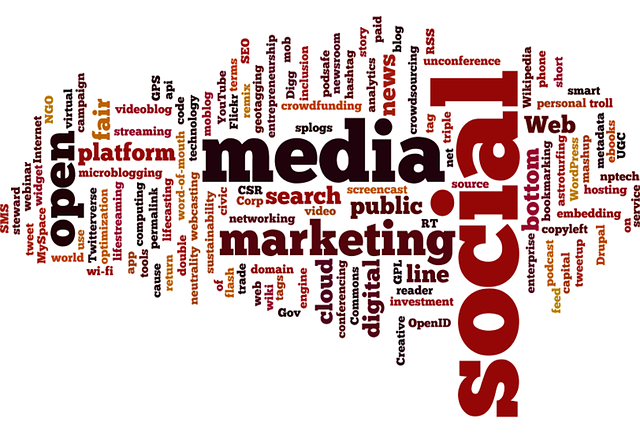 social
media
marketing
open
platform
search
public
news
Web
bottom
line
cloud
digital
fair
SMS
steward
tweet
webinar
MySpace
widget
Internet
NGO
virtual
campaign
world
use
Twitterverse
wi-fi
optimization
lifestreaming
microblogging
streaming
videoblog
GPS
api
code
technology
word-of-mouth
app
tools
computing
cause
permalink
return
lifecasting
double
neutrality
webcasting
sustainability
moblog
YouTube
Flickr
terms
SEO
remix
geotagging
entrepreneurship
Digg
mob
inclusion
crowdfunding
podsafe
newsroom
hashtag
story
analytics
paid
blog
crowdsourcing
RSS
unconference
splogs
tag
triple
net
source
civic
CSR
Corp
screencast
video
networking
RT
of
flash
trade
domain
web
wiki
tags
Gov
engine
conferencing
Commons
GPL
reader
investment
Creative
OpenID
Wikipedia
phone
short
smart
personal
troll
bookmarking
astroturfing
WordPress
mashup
metadata
ebooks
UGC
nptech
hosting
embedding
copyleft
enterprise
feed
podcast
capital
tweetup
Drupal
on
service